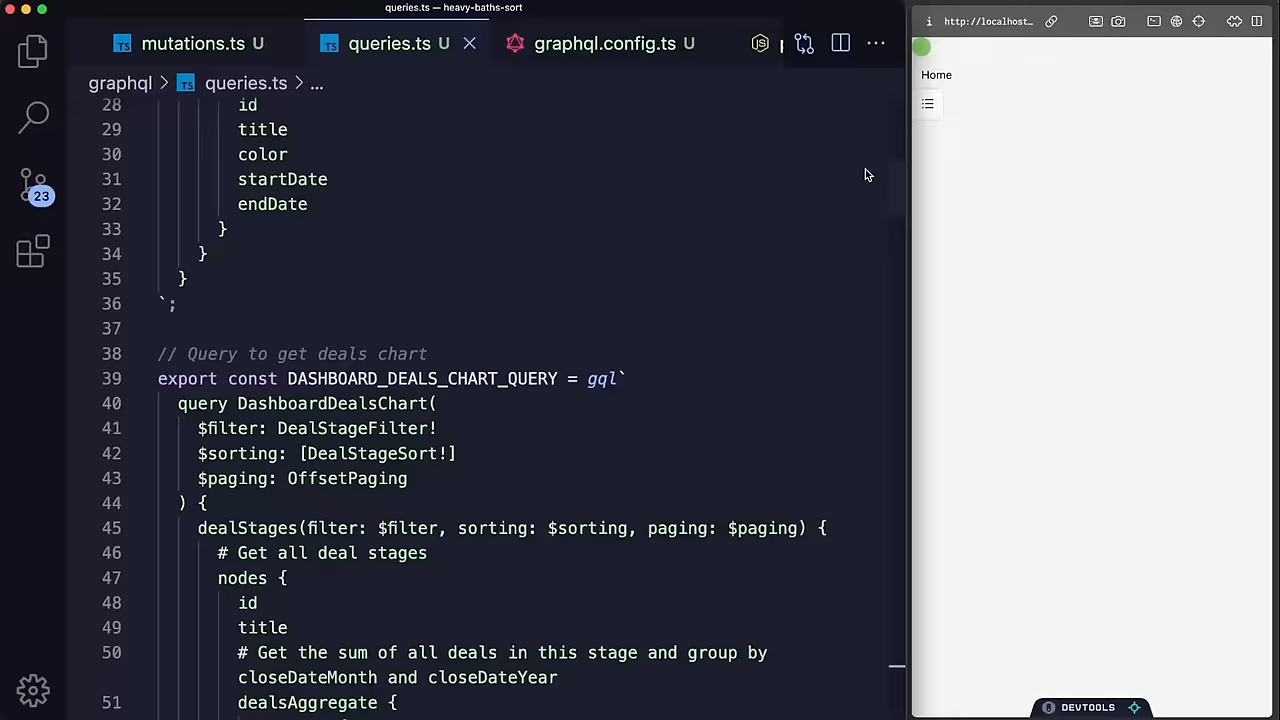 queries.ts — heavy-baths-sort
TS mutations.ts U
TS queries.ts U
graphql.config.ts U
graphql > TS queries.ts > ...
28 id
29 title
30 color
31 startDate
32 endDate
33 }
34 }
35 }
36 `;
37
38 // Query to get deals chart
39 export const DASHBOARD_DEALS_CHART_QUERY = gql`
40 query DashboardDealsChart(
41 $filter: DealStageFilter!
42 $sorting: [DealStageSort!]
43 $paging: OffsetPaging
44 ) {
45 dealStages(filter: $filter, sorting: $sorting, paging: $paging) {
46 # Get all deal stages
47 nodes {
48 id
49 title
50 # Get the sum of all deals in this stage and group by
closeDateMonth and closeDateYear
51 dealsAggregate {
23
http://localhost...
Home
DEVTOOLS